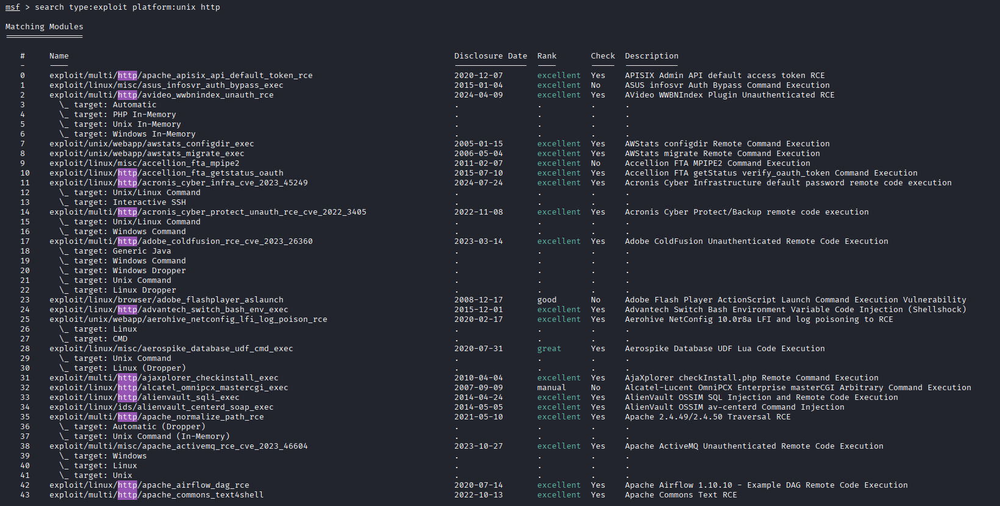 msf > search type:exploit platform:unix http
Matching Modules
================
#     Name                                                                               Disclosure Date  Rank       Check  Description
-     ----                                                                               ---------------  ----       -----  -----------
0     exploit/multi/http/apache_apisix_api_default_token_rce                             2020-12-07       excellent  Yes    APISIX Admin API default access token RCE
1     exploit/linux/misc/asus_infosvr_auth_bypass_exec                                   2015-01-04       excellent  No     ASUS infosvr Auth Bypass Command Execution
2     exploit/multi/http/avideo_wwbnindex_unauth_rce                                     2024-04-09       excellent  Yes    AVideo WWBNIndex Plugin Unauthenticated RCE
3       \_ target: Automatic                                                             .                .          .      .
4       \_ target: PHP In-Memory                                                         .                .          .      .
5       \_ target: Unix In-Memory                                                        .                .          .      .
6       \_ target: Windows In-Memory                                                     .                .          .      .
7     exploit/unix/webapp/awstats_configdir_exec                                         2005-01-15       excellent  Yes    AWStats configdir Remote Command Execution
8     exploit/unix/webapp/awstats_migrate_exec                                           2006-05-04       excellent  Yes    AWStats migrate Remote Command Execution
9     exploit/linux/misc/accellion_fta_mpipe2                                            2011-02-07       excellent  No     Accellion FTA MPIPE2 Command Execution
10    exploit/linux/http/accellion_fta_getstatus_oauth                                   2015-07-10       excellent  Yes    Accellion FTA getStatus verify_oauth_token Command Execution
11    exploit/linux/http/acronis_cyber_infra_cve_2023_45249                              2024-07-24       excellent  Yes    Acronis Cyber Infrastructure default password remote code execution
12      \_ target: Unix/Linux Command                                                    .                .          .      .
13      \_ target: Interactive SSH                                                       .                .          .      .
14    exploit/multi/http/acronis_cyber_protect_unauth_rce_cve_2022_3405                  2022-11-08       excellent  Yes    Acronis Cyber Protect/Backup remote code execution
15      \_ target: Unix/Linux Command                                                    .                .          .      .
16      \_ target: Windows Command                                                       .                .          .      .
17    exploit/multi/http/adobe_coldfusion_rce_cve_2023_26360                             2023-03-14       excellent  Yes    Adobe ColdFusion Unauthenticated Remote Code Execution
18      \_ target: Generic Java                                                          .                .          .      .
19      \_ target: Windows Command                                                       .                .          .      .
20      \_ target: Windows Dropper                                                       .                .          .      .
21      \_ target: Unix Command                                                          .                .          .      .
22      \_ target: Linux Dropper                                                         .                .          .      .
23    exploit/linux/browser/adobe_flashplayer_aslaunch                                   2008-12-17       good       No     Adobe Flash Player ActionScript Launch Command Execution Vulnerability
24    exploit/linux/http/advantech_switch_bash_env_exec                                  2015-12-01       excellent  Yes    Advantech Switch Bash Environment Variable Code Injection (Shellshock)
25    exploit/unix/webapp/aerohive_netconfig_lfi_log_poison_rce                          2020-02-17       excellent  Yes    Aerohive NetConfig 10.0r8a LFI and log poisoning to RCE
26      \_ target: Linux                                                                 .                .          .      .
27      \_ target: CMD                                                                   .                .          .      .
28    exploit/linux/misc/aerospike_database_udf_cmd_exec                                 2020-07-31       great      Yes    Aerospike Database UDF Lua Code Execution
29      \_ target: Unix Command                                                          .                .          .      .
30      \_ target: Linux (Dropper)                                                       .                .          .      .
31    exploit/multi/http/ajaxplorer_checkinstall_exec                                    2010-04-04       excellent  Yes    AjaXplorer checkInstall.php Remote Command Execution
32    exploit/linux/http/alcatel_omnipcx_mastercgi_exec                                  2007-09-09       manual     No     Alcatel-Lucent OmniPCX Enterprise masterCGI Arbitrary Command Execution
33    exploit/linux/http/alienvault_sqli_exec                                            2014-04-24       excellent  Yes    AlienVault OSSIM SQL Injection and Remote Code Execution
34    exploit/linux/ids/alienvault_centerd_soap_exec                                     2014-05-05       excellent  Yes    AlienVault OSSIM av-centerd Command Injection
35    exploit/multi/http/apache_normalize_path_rce                                       2021-05-10       excellent  Yes    Apache 2.4.49/2.4.50 Traversal RCE
36      \_ target: Automatic (Dropper)                                                   .                .          .      .
37      \_ target: Unix Command (In-Memory)                                              .                .          .      .
38    exploit/multi/misc/apache_activemq_rce_cve_2023_46604                              2023-10-27       excellent  Yes    Apache ActiveMQ Unauthenticated Remote Code Execution
39      \_ target: Windows                                                               .                .          .      .
40      \_ target: Linux                                                                 .                .          .      .
41      \_ target: Unix                                                                  .                .          .      .
42    exploit/linux/http/apache_airflow_dag_rce                                          2020-07-14       excellent  Yes    Apache Airflow 1.10.10 - Example DAG Remote Code Execution
43    exploit/multi/http/apache_commons_text4shell                                       2022-10-13       excellent  Yes    Apache Commons Text RCE